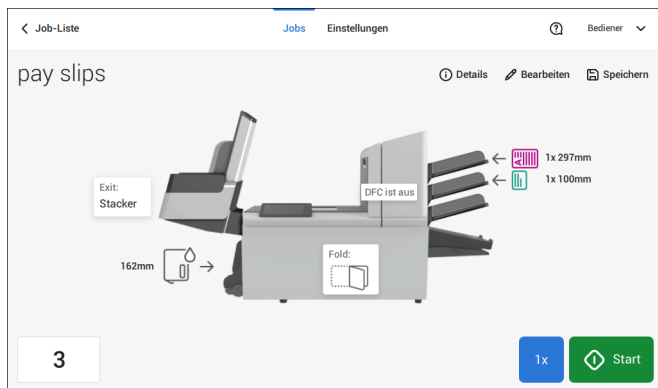 Job-Liste
Jobs
Einstellungen
Bediener
pay slips
Details
Bearbeiten
Speichern
1x 297mm
1x 100mm
DFC ist aus
Exit:
Stacker
Fold:
162mm
3
1x
Start